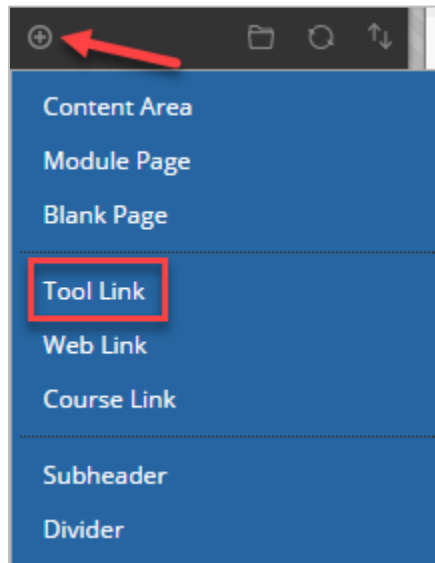 Content Area
Module Page
Blank Page
Tool Link
Web Link
Course Link
Subheader
Divider